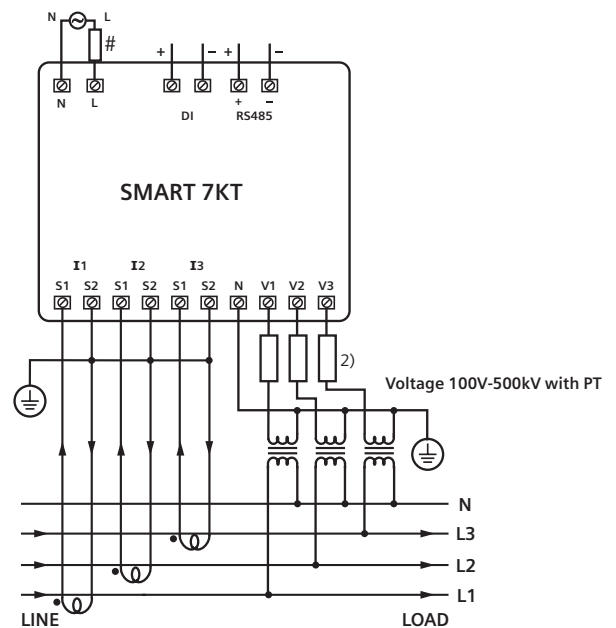 N L
#
+ − + −
N L + −
DI RS485
SMART 7KT
I1 I2 I3
S1 S2 S1 S2 S1 S2 N V1 V2 V3
2)
Voltage 100V-500kV with PT
N
L3
L2
L1
LINE LOAD